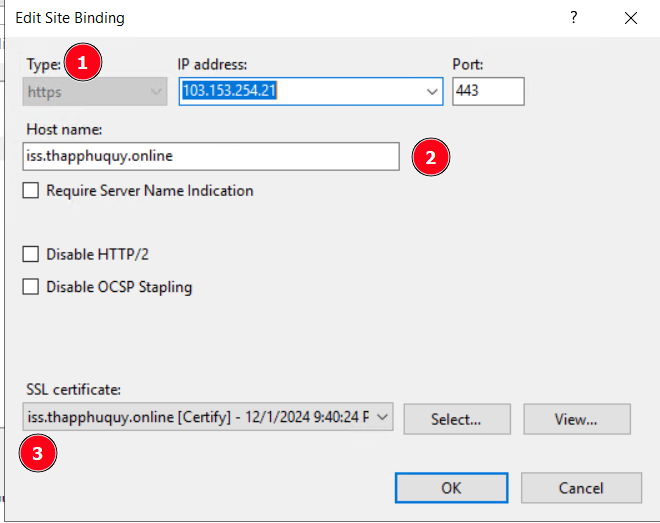 Edit Site Binding
?
Type:
1
IP address:
Port:
https
103.153.254.21
443
Host name:
iss.thapphuquy.online
2
Require Server Name Indication
Disable HTTP/2
Disable OCSP Stapling
SSL certificate:
iss.thapphuquy.online [Certify] - 12/1/2024 9:40:24 P
Select...
View...
3
OK
Cancel